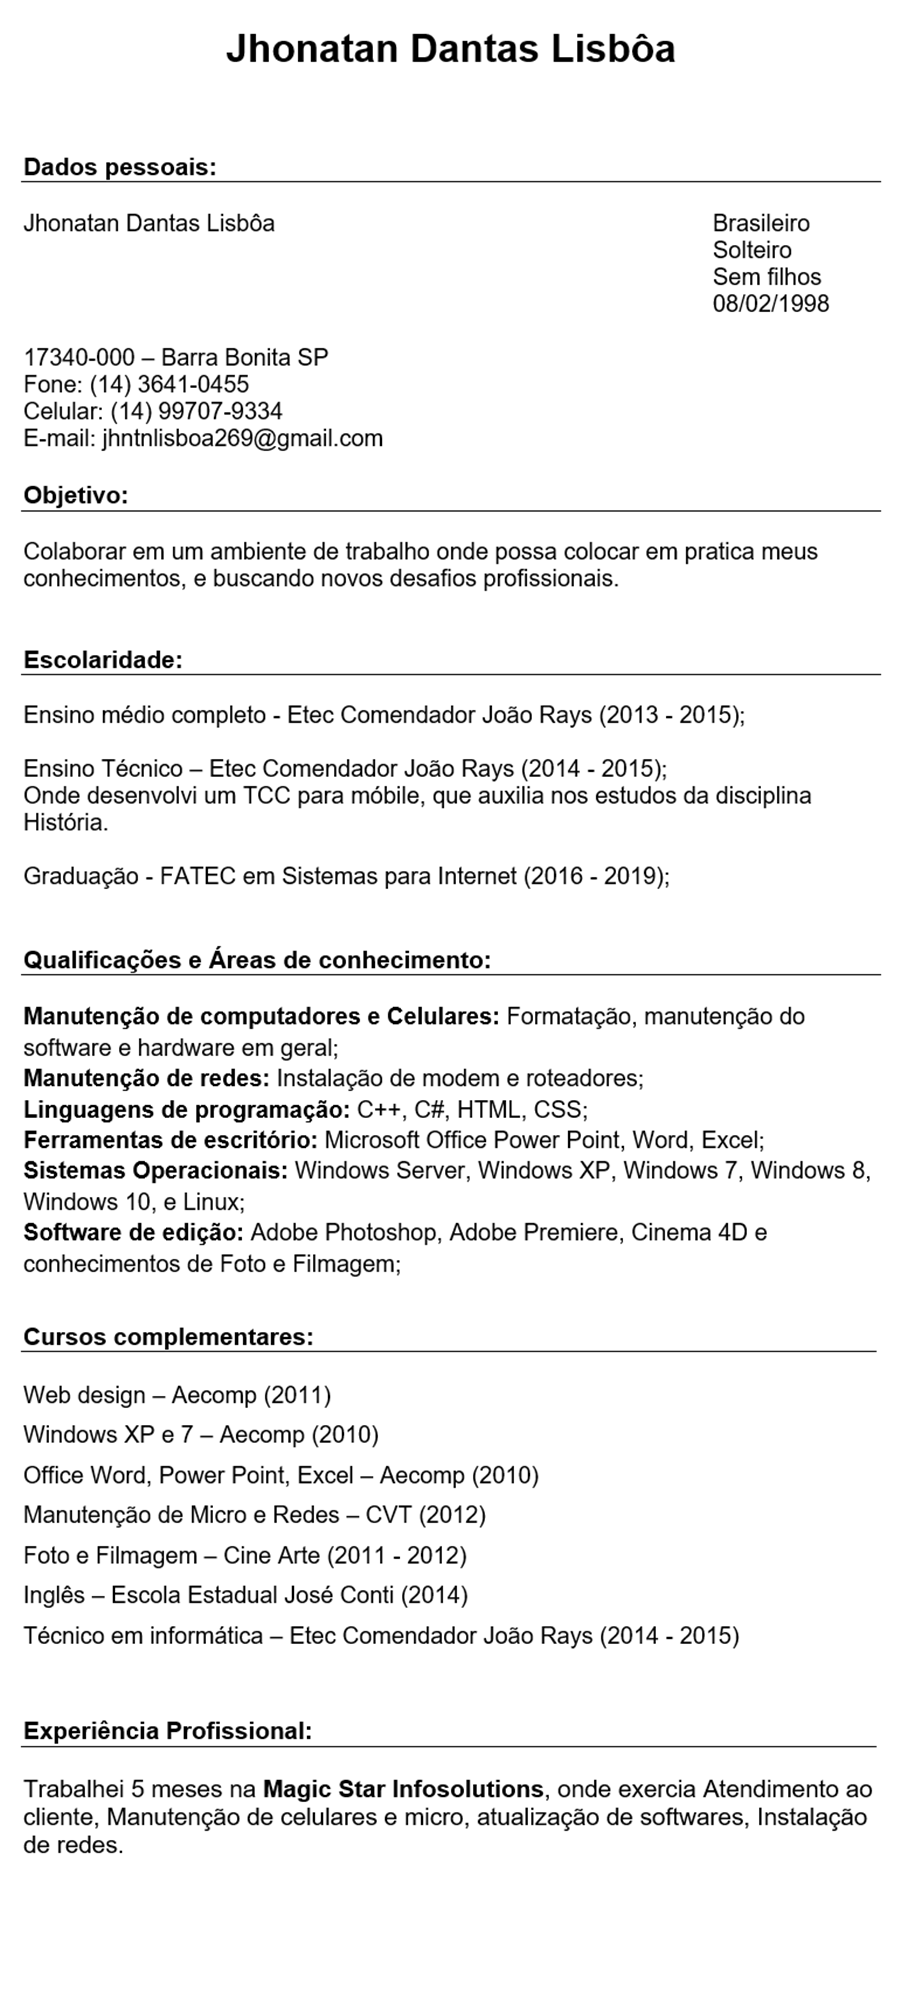 Jhonatan Dantas Lisbôa
Dados pessoais:
Jhonatan Dantas Lisbôa
Brasileiro
Solteiro
Sem filhos
08/02/1998
17340-000 – Barra Bonita SP
Fone: (14) 3641-0455
Celular: (14) 99707-9334
E-mail: jhntnlisboa269@gmail.com
Objetivo:
Colaborar em um ambiente de trabalho onde possa colocar em pratica meus
conhecimentos, e buscando novos desafios profissionais.
Escolaridade:
Ensino médio completo - Etec Comendador João Rays (2013 - 2015);
Ensino Técnico – Etec Comendador João Rays (2014 - 2015);
Onde desenvolvi um TCC para móbile, que auxilia nos estudos da disciplina
História.
Graduação - FATEC em Sistemas para Internet (2016 - 2019);
Qualificações e Áreas de conhecimento:
Manutenção de computadores e Celulares: Formatação, manutenção do
software e hardware em geral;
Manutenção de redes: Instalação de modem e roteadores;
Linguagens de programação: C++, C#, HTML, CSS;
Ferramentas de escritório: Microsoft Office Power Point, Word, Excel;
Sistemas Operacionais: Windows Server, Windows XP, Windows 7, Windows 8,
Windows 10, e Linux;
Software de edição: Adobe Photoshop, Adobe Premiere, Cinema 4D e
conhecimentos de Foto e Filmagem;
Cursos complementares:
Web design – Aecomp (2011)
Windows XP e 7 – Aecomp (2010)
Office Word, Power Point, Excel – Aecomp (2010)
Manutenção de Micro e Redes – CVT (2012)
Foto e Filmagem – Cine Arte (2011 - 2012)
Inglês – Escola Estadual José Conti (2014)
Técnico em informática – Etec Comendador João Rays (2014 - 2015)
Experiência Profissional:
Trabalhei 5 meses na Magic Star Infosolutions, onde exercia Atendimento ao
cliente, Manutenção de celulares e micro, atualização de softwares, Instalação
de redes.